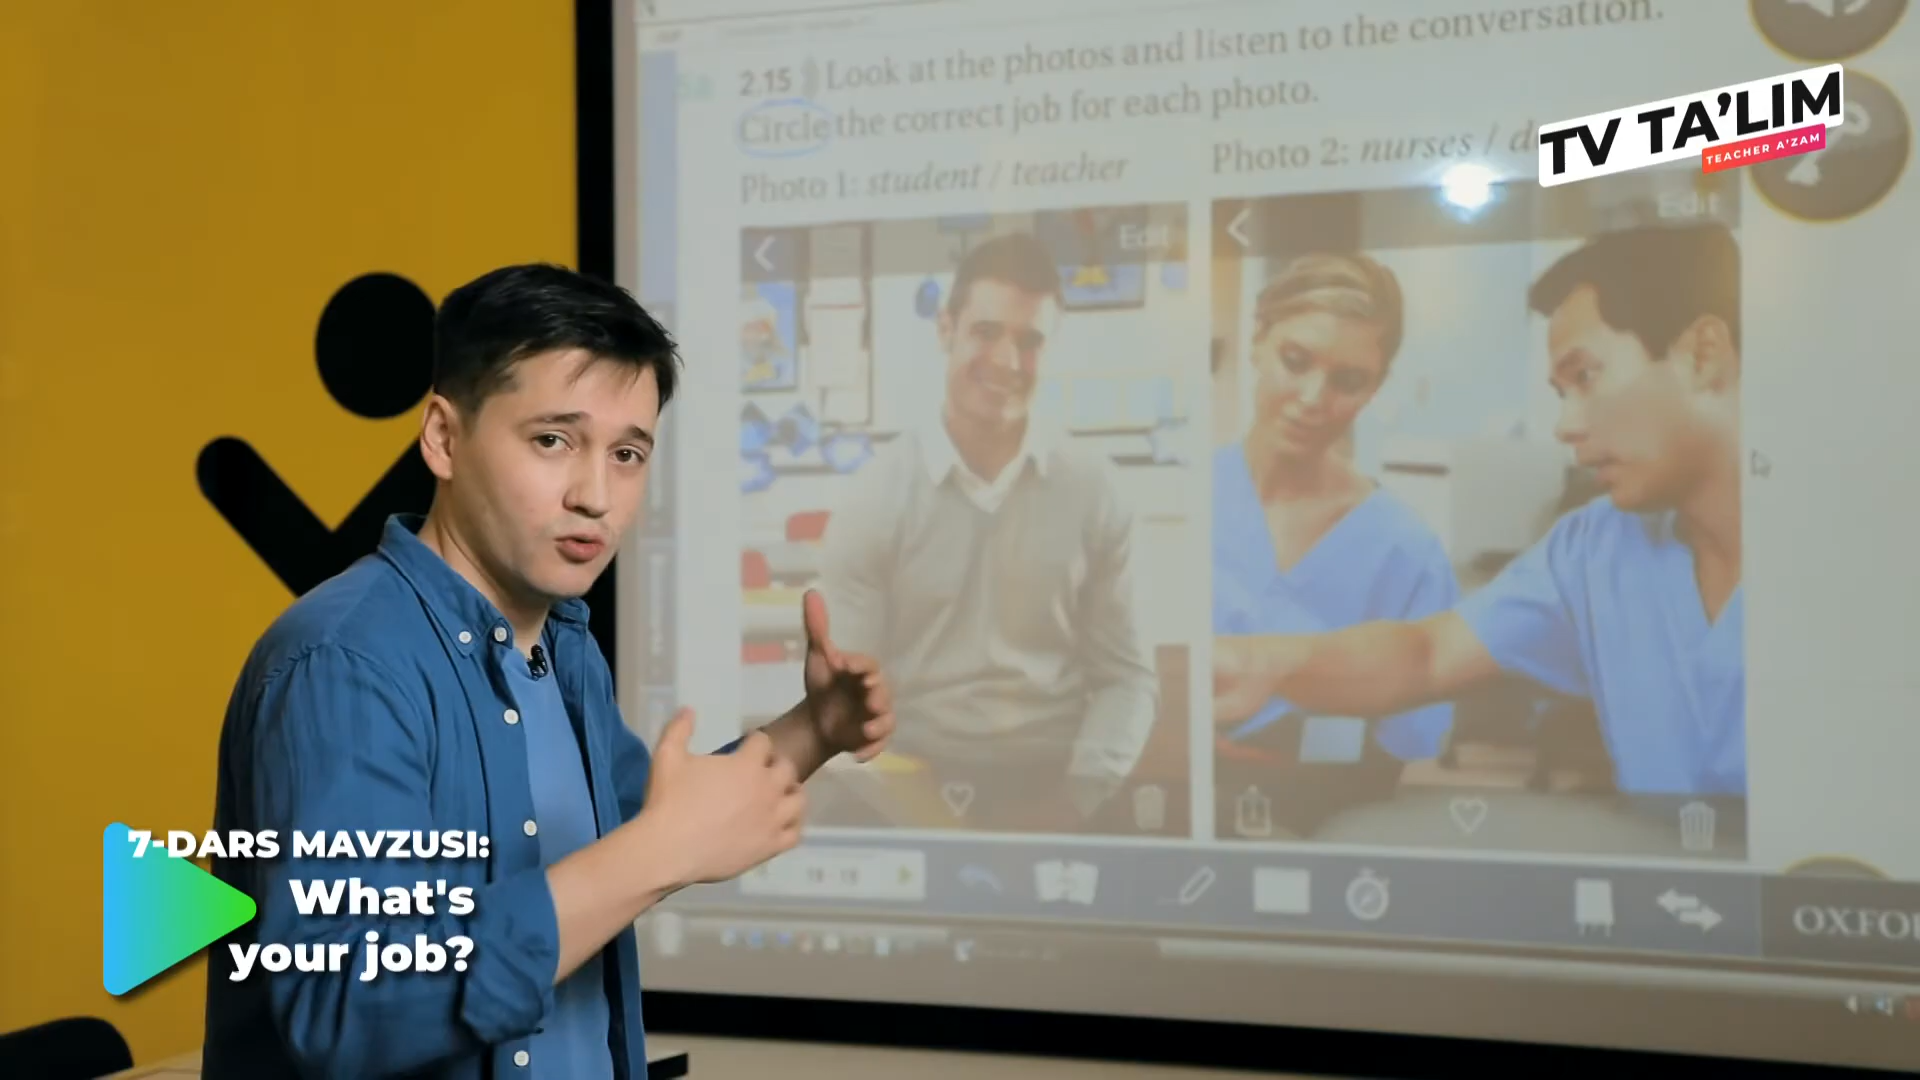 2.15 Look at the photos and listen to the conversation.
Circle the correct job for each photo.
Photo 1: student / teacher
Photo 2: nurses / d
Edit
Edit
TV TA’LIM
TEACHER A’ZAM
7-DARS MAVZUSI:
What's
your job?
OXFO